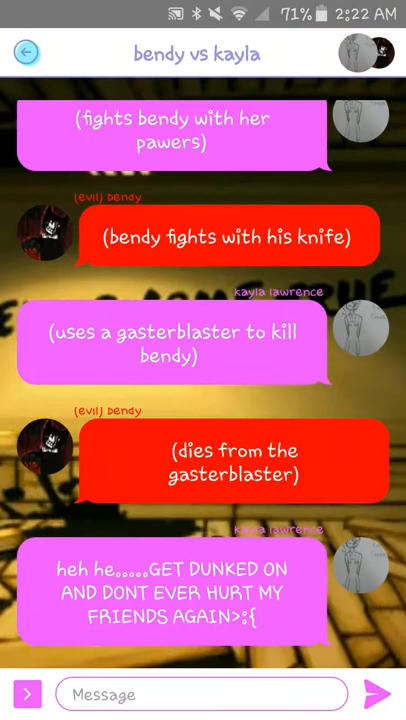 71% 2:22 AM
bendy vs kayla
(fights bendy with her
pawers)
(evil) bendy
(bendy fights with his knife)
kayla lawrence
(uses a gasterblaster to kill
bendy)
(evil) bendy
(dies from the
gasterblaster)
kayla lawrence
heh he.....GET DUNKED ON
AND DONT EVER HURT MY
FRIENDS AGAIN>:{
Message